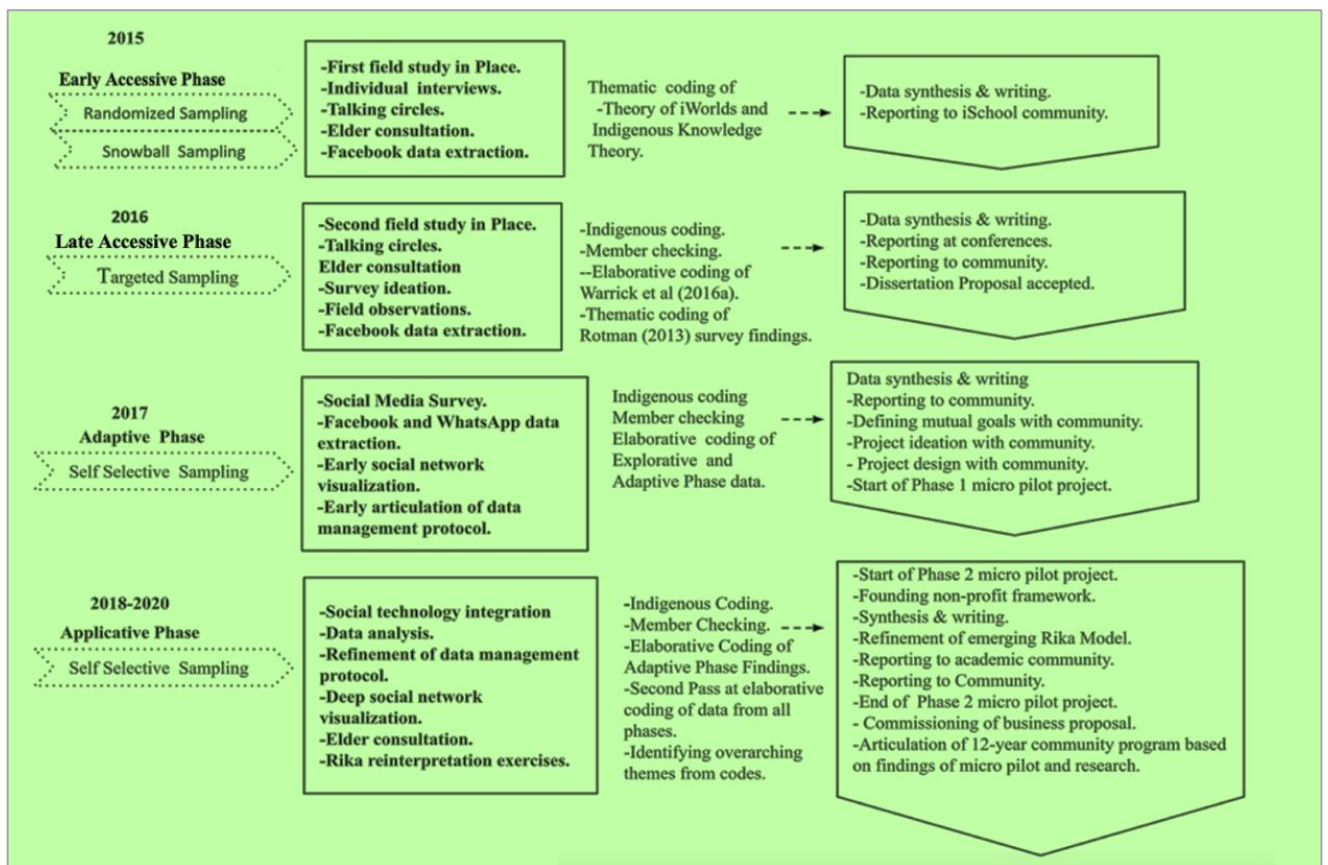 2015
Early Accessive Phase
Randomized Sampling
Snowball Sampling
-First field study in Place.
-Individual interviews.
-Talking circles.
-Elder consultation.
-Facebook data extraction.
Thematic coding of
-Theory of iWorlds and
Indigenous Knowledge
Theory.
-Data synthesis & writing.
-Reporting to iSchool community.
2016
Late Accessive Phase
Targeted Sampling
-Second field study in Place.
-Talking circles.
Elder consultation
-Survey ideation.
-Field observations.
-Facebook data extraction.
-Indigenous coding.
-Member checking.
--Elaborative coding of
Warrick et al (2016a).
-Thematic coding of
Rotman (2013) survey findings.
-Data synthesis & writing.
-Reporting at conferences.
-Reporting to community.
-Dissertation Proposal accepted.
2017
Adaptive Phase
Self Selective Sampling
-Social Media Survey.
-Facebook and WhatsApp data
extraction.
-Early social network
visualization.
-Early articulation of data
management protocol.
Indigenous coding
Member checking
Elaborative coding of
Explorative and
Adaptive Phase data.
Data synthesis & writing
-Reporting to community.
-Defining mutual goals with community.
-Project ideation with community.
- Project design with community.
-Start of Phase 1 micro pilot project.
2018-2020
Applicative Phase
Self Selective Sampling
-Social technology integration
-Data analysis.
-Refinement of data management
protocol.
-Deep social network
visualization.
-Elder consultation.
-Rika reinterpretation exercises.
-Indigenous Coding.
-Member Checking.
-Elaborative Coding of
Adaptive Phase Findings.
-Second Pass at elaborative
coding of data from all
phases.
-Identifying overarching
themes from codes.
-Start of Phase 2 micro pilot project.
-Founding non-profit framework.
-Synthesis & writing.
-Refinement of emerging Rika Model.
-Reporting to academic community.
-Reporting to Community.
-End of Phase 2 micro pilot project.
- Commissioning of business proposal.
-Articulation of 12-year community program based
on findings of micro pilot and research.